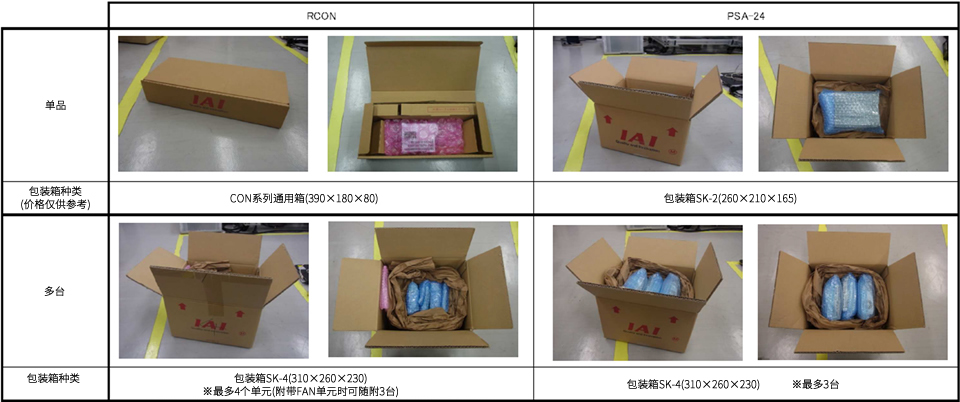 RCON
PSA-24
单品
IAI
IAI
包装箱种类
(价格仅供参考)
CON系列通用箱(390×180×80)
包装箱SK-2(260×210×165)
多台
IAI
IAI
包装箱种类
包装箱SK-4(310×260×230)
※最多4个单元(附带FAN单元时可随附3台)
包装箱SK-4(310×260×230) ※最多3台